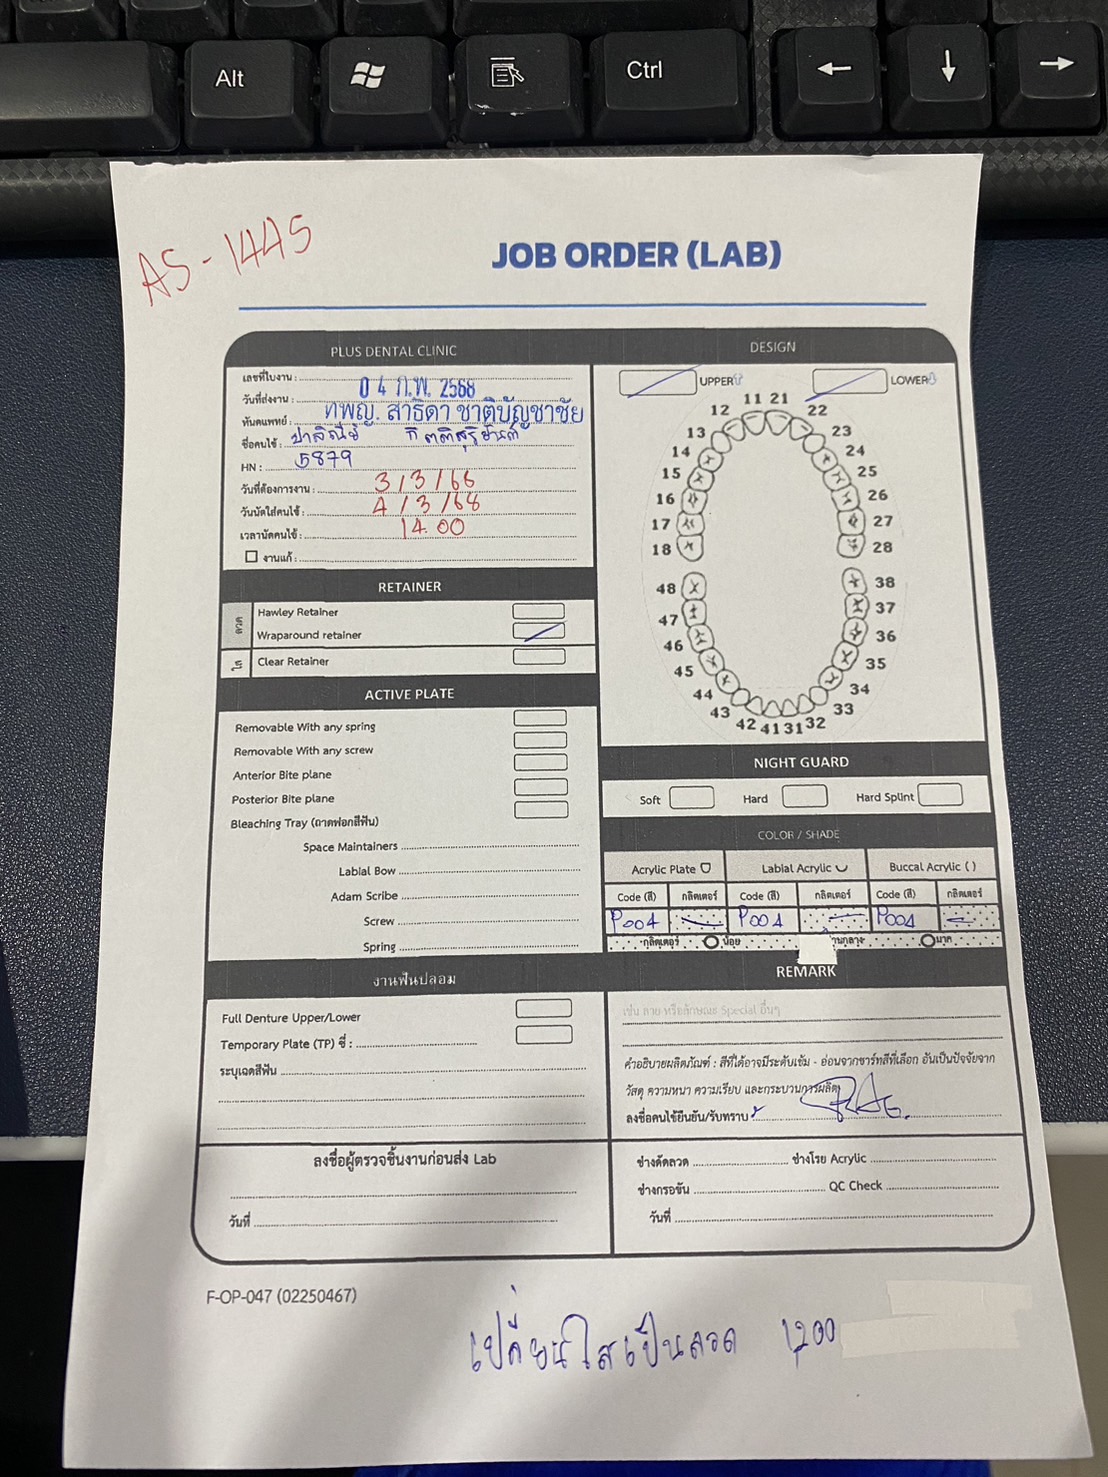 Alt
Ctrl
AS-1445
JOB ORDER (LAB)
PLUS DENTAL CLINIC
เลขที่ใบงาน :
วันที่ส่งงาน : 04 ก.พ. 2568
ทันตแพทย์ : ทพญ. สาธิดา ชาติบัญชาชัย
ชื่อคนไข้ :
HN : 5879
วันที่ต้องการงาน : 3/3/68
วันนัดใส่คนไข้ : 4/3/68
เวลานัดคนไข้ : 14.00
งานแก้ :
DESIGN
UPPER LOWER
11 21
12 22
13 23
14 24
15 25
16 26
17 27
18 28
48 38
47 37
46 36
45 35
44 34
43 33
42 41 31 32
RETAINER
ลวด
Hawley Retainer
Wraparound retainer
ใส
Clear Retainer
ACTIVE PLATE
Removable With any spring
Removable With any screw
Anterior Bite plane
Posterior Bite plane
Bleaching Tray (ถาดฟอกสีฟัน)
Space Maintainers
Labial Bow
Adam Scribe
Screw
Spring
NIGHT GUARD
Soft Hard Hard Splint
COLOR / SHADE
Acrylic Plate Labial Acrylic Buccal Acrylic ( )
Code (สี) กลิตเตอร์ Code (สี) กลิตเตอร์ Code (สี) กลิตเตอร์
P004 P004 P004
กลิตเตอร์ น้อย านกลาง มาก
งานฟันปลอม
Full Denture Upper/Lower
Temporary Plate (TP) ซี่ :
ระบุเฉดสีฟัน
REMARK
เช่น ลาย หรือลักษณะ Special อื่นๆ
คำอธิบายผลิตภัณฑ์ : สีที่ได้อาจมีระดับเข้ม - อ่อนจากชาร์ทสีที่เลือก อันเป็นปัจจัยจาก
วัสดุ ความหนา ความเรียบ และกระบวนการผลิต
ลงชื่อคนไข้ยืนยัน/รับทราบ
ลงชื่อผู้ตรวจชิ้นงานก่อนส่ง Lab
วันที่
ช่างดัดลวด ช่างโรย Acrylic
ช่างกรอขัน QC Check
วันที่
F-OP-047 (02250467)
เปลี่ยนใสเป็นลวด 1,200